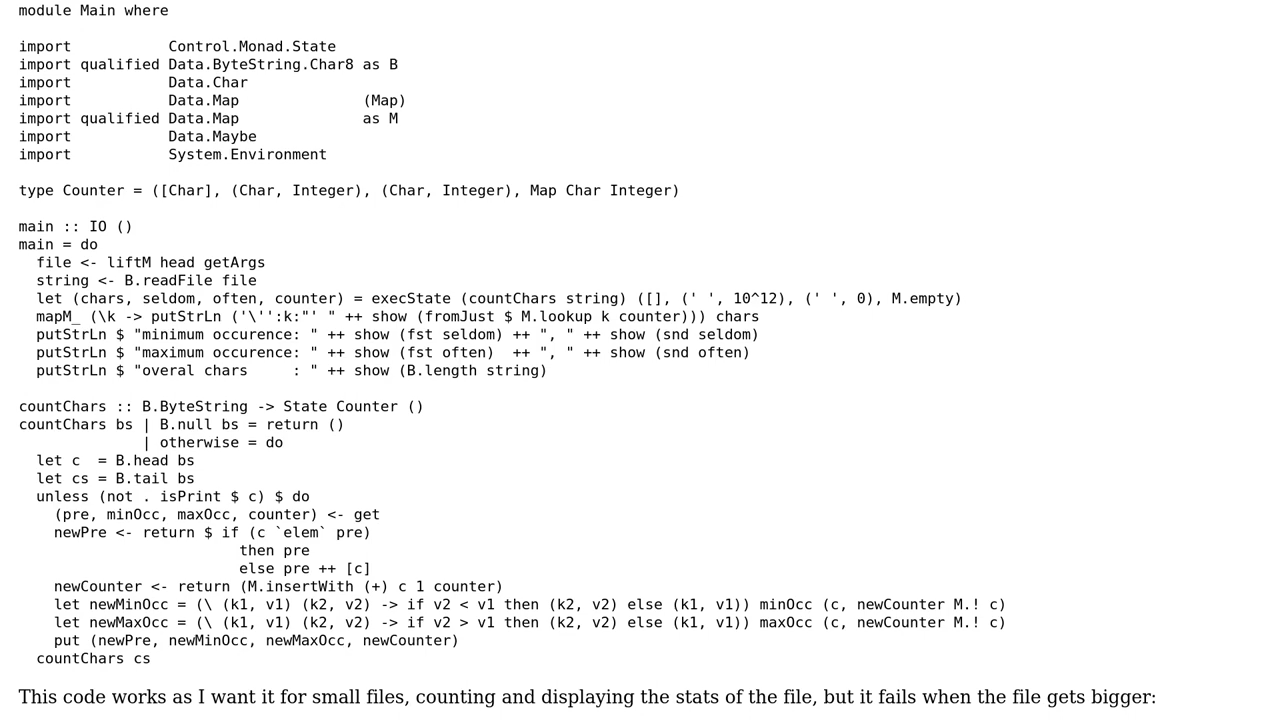 module Main where

import           Control.Monad.State
import qualified Data.ByteString.Char8 as B
import           Data.Char
import           Data.Map              (Map)
import qualified Data.Map              as M
import           Data.Maybe
import           System.Environment

type Counter = ([Char], (Char, Integer), (Char, Integer), Map Char Integer)

main :: IO ()
main = do
  file <- liftM head getArgs
  string <- B.readFile file
  let (chars, seldom, often, counter) = execState (countChars string) ([], (' ', 10^12), (' ', 0), M.empty)
  mapM_ (\k -> putStrLn ('\'':k:"' " ++ show (fromJust $ M.lookup k counter))) chars
  putStrLn $ "minimum occurence: " ++ show (fst seldom) ++ ", " ++ show (snd seldom)
  putStrLn $ "maximum occurence: " ++ show (fst often)  ++ ", " ++ show (snd often)
  putStrLn $ "overal chars     : " ++ show (B.length string)

countChars :: B.ByteString -> State Counter ()
countChars bs | B.null bs = return ()
              | otherwise = do
  let c  = B.head bs
  let cs = B.tail bs
  unless (not . isPrint $ c) $ do
    (pre, minOcc, maxOcc, counter) <- get
    newPre <- return $ if (c `elem` pre)
                         then pre
                         else pre ++ [c]
    newCounter <- return (M.insertWith (+) c 1 counter)
    let newMinOcc = (\ (k1, v1) (k2, v2) -> if v2 < v1 then (k2, v2) else (k1, v1)) minOcc (c, newCounter M.! c)
    let newMaxOcc = (\ (k1, v1) (k2, v2) -> if v2 > v1 then (k2, v2) else (k1, v1)) maxOcc (c, newCounter M.! c)
    put (newPre, newMinOcc, newMaxOcc, newCounter)
  countChars cs

This code works as I want it for small files, counting and displaying the stats of the file, but it fails when the file gets bigger: